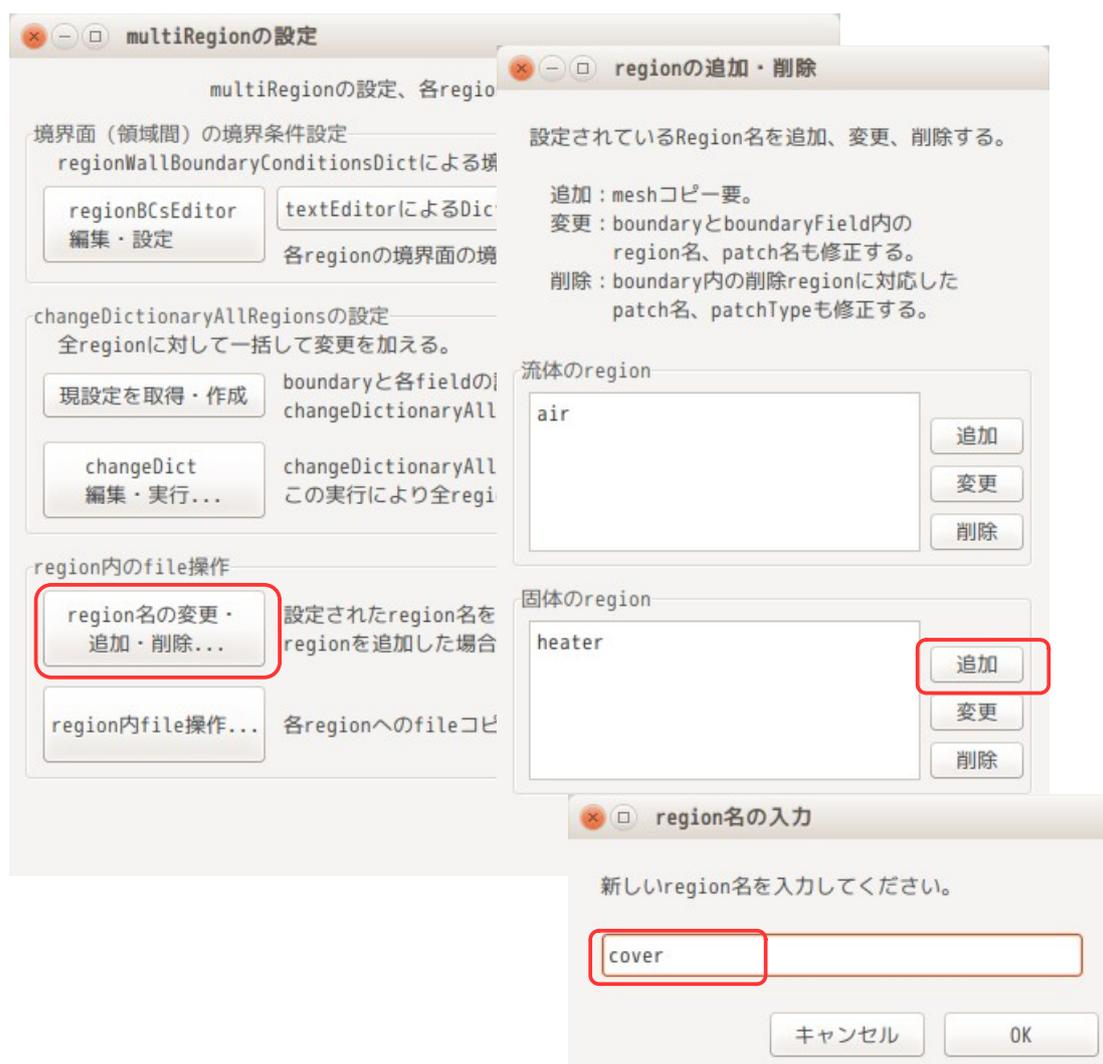 multiRegionの設定
multiRegionの設定、各regio
境界面（領域間）の境界条件設定
regionWallBoundaryConditionsDictによる境
regionBCsEditor
編集・設定
textEditorによるDic
各regionの境界面の境
changeDictionaryAllRegionsの設定
全regionに対して一括して変更を加える。
現設定を取得・作成
boundaryと各fieldの
changeDictionaryAll
changeDict
編集・実行...
changeDictionaryAll
この実行により全regi
region内のfile操作
region名の変更・
追加・削除...
設定されたregion名を
regionを追加した場合
region内file操作...
各regionへのfileコピ
regionの追加・削除
設定されているRegion名を追加、変更、削除する。
追加：meshコピー要。
変更：boundaryとboundaryField内の
region名、patch名も修正する。
削除：boundary内の削除regionに対応した
patch名、patchTypeも修正する。
流体のregion
air
追加
変更
削除
固体のregion
heater
追加
変更
削除
region名の入力
新しいregion名を入力してください。
cover
キャンセル
OK